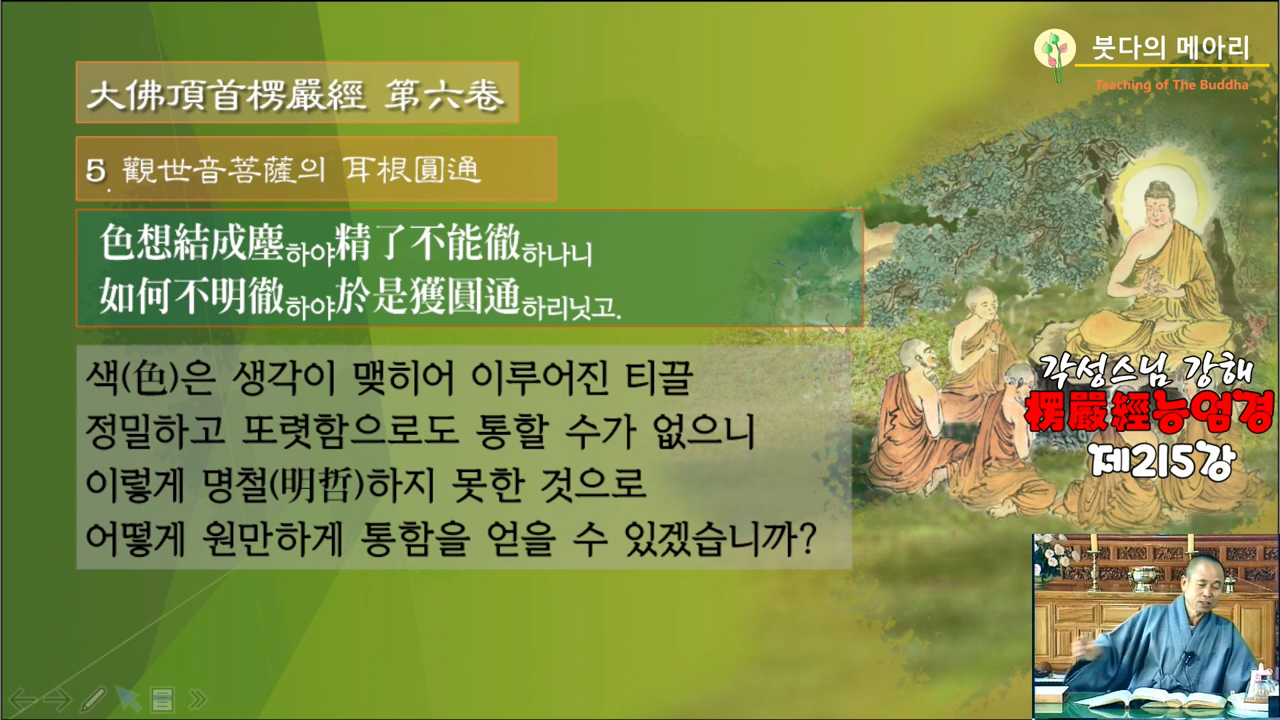 大佛頂首楞嚴經 第六卷
5. 觀世音菩薩의 耳根圓通
色想結成塵하야精了不能徹하나니
如何不明徹하야於是獲圓通하리닛고.
색(色)은 생각이 맺히어 이루어진 티끌
정밀하고 또렷함으로도 통할 수가 없으니
이렇게 명철(明哲)하지 못한 것으로
어떻게 원만하게 통함을 얻을 수 있겠습니까?
붓다의 메아리
Teaching of The Buddha
각성스님 강해
楞嚴經능엄경
제215강